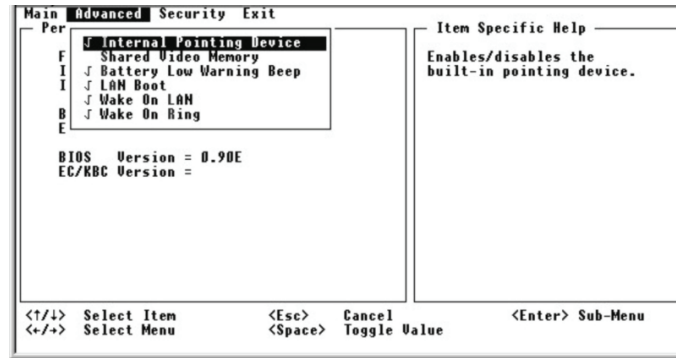 Main Advanced Security Exit
Per
Item Specific Help
√ Internal Pointing Device
F Shared Video Memory
I √ Battery Low Warning Beep
I √ LAN Boot
√ Wake On LAN
B √ Wake On Ring
E
Enables/disables the
built-in pointing device.
BIOS Version = 0.90E
EC/KBC Version =
<↑/↓> Select Item <Esc> Cancel <Enter> Sub-Menu
<←/→> Select Menu <Space> Toggle Value